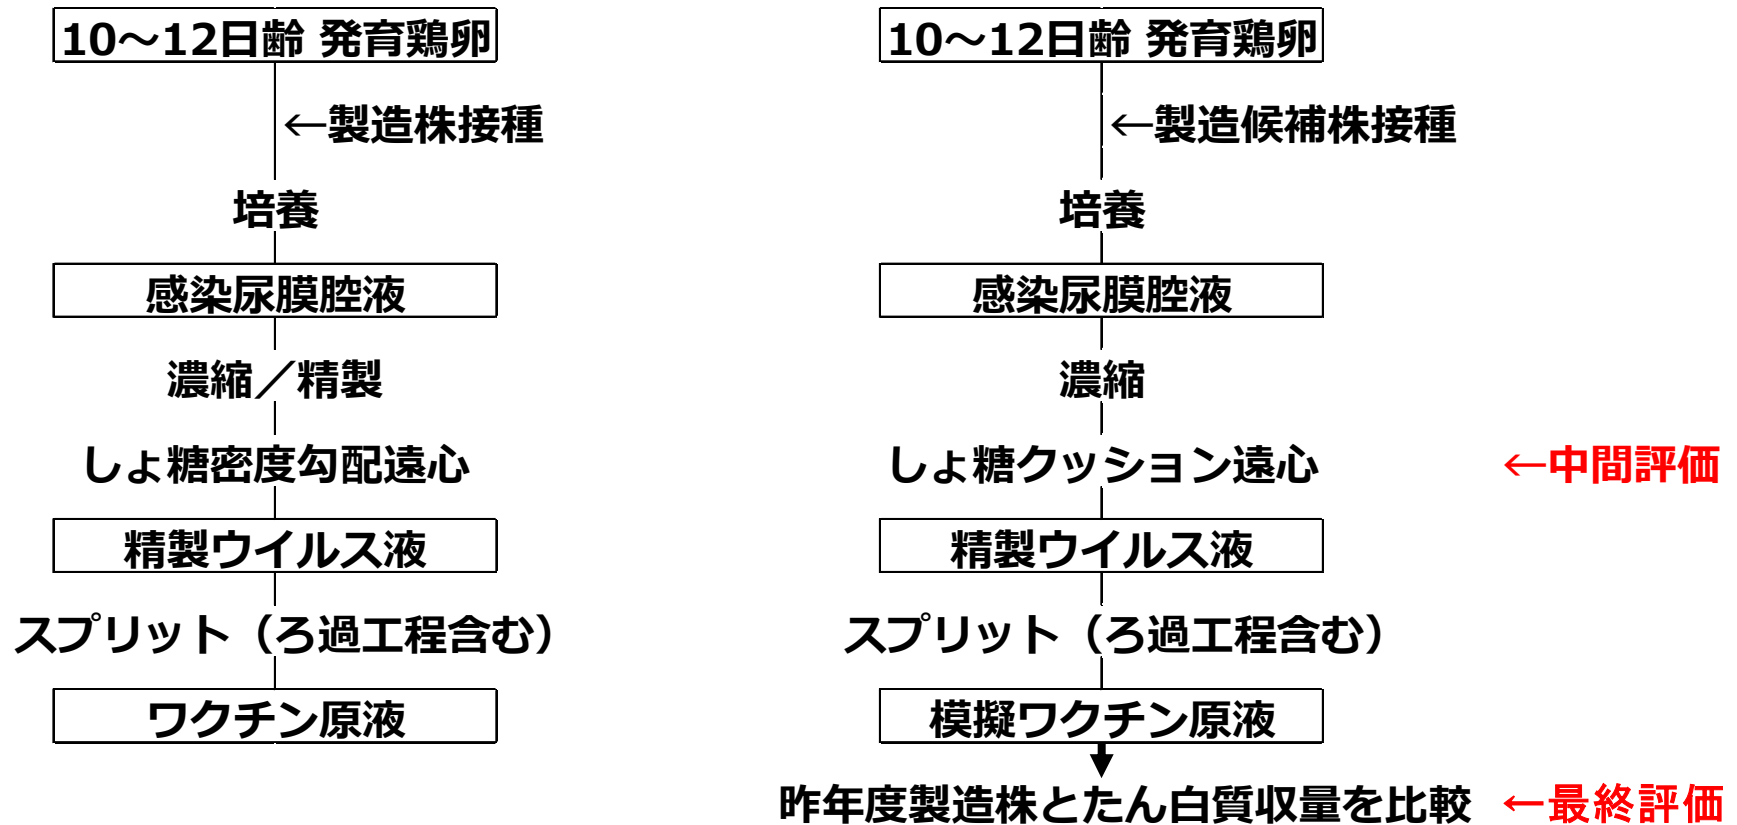 10～12日齢 発育鶏卵
←製造株接種
培養
感染尿膜腔液
濃縮／精製
しょ糖密度勾配遠心
精製ウイルス液
スプリット（ろ過工程含む）
ワクチン原液
10～12日齢 発育鶏卵
←製造候補株接種
培養
感染尿膜腔液
濃縮
しょ糖クッション遠心
←中間評価
精製ウイルス液
スプリット（ろ過工程含む）
模擬ワクチン原液
昨年度製造株とたん白質収量を比較
←最終評価